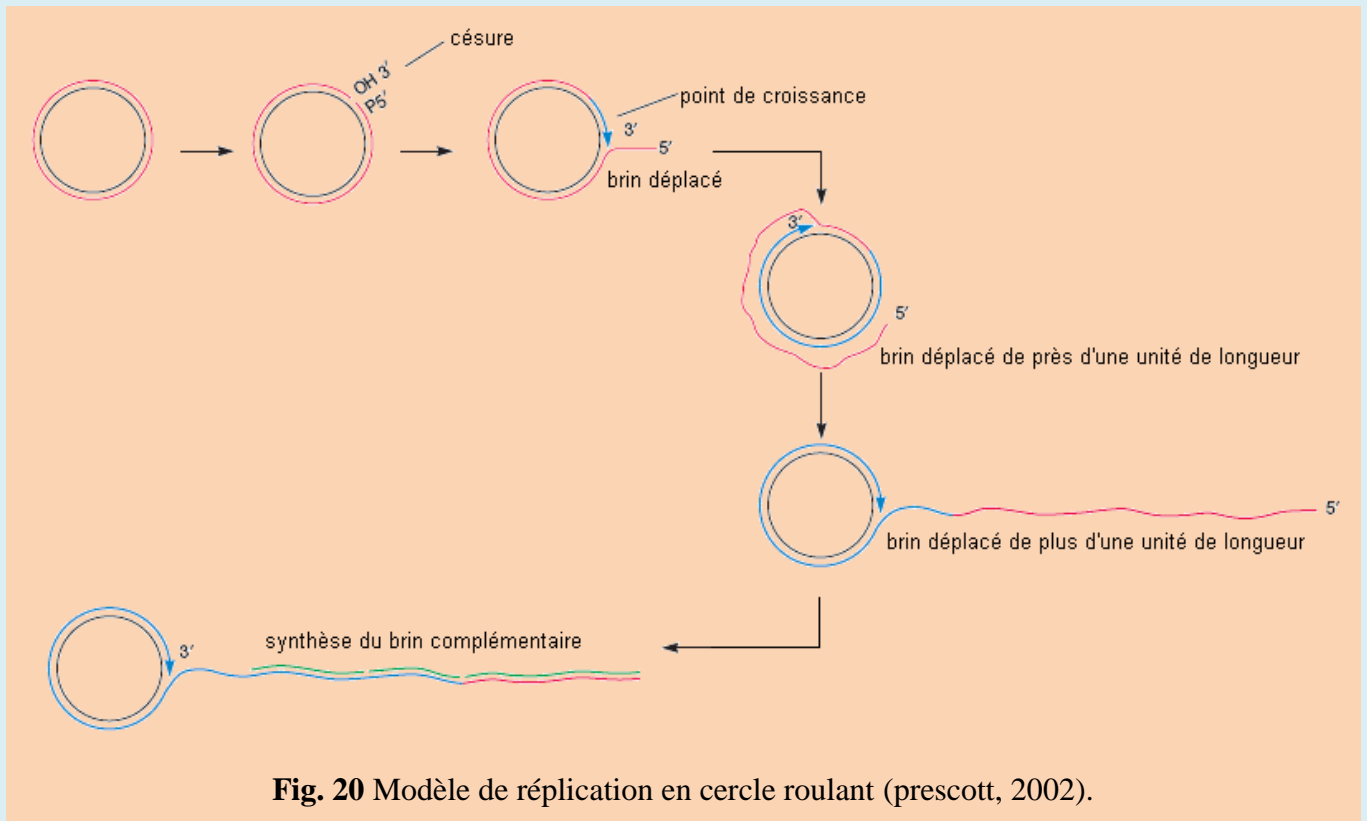 césure
OH 3′
P5′
point de croissance
3′
5′
brin déplacé
3′
5′
brin déplacé de près d'une unité de longueur
5′
brin déplacé de plus d'une unité de longueur
synthèse du brin complémentaire
3′
Fig. 20 Modèle de réplication en cercle roulant (prescott, 2002).